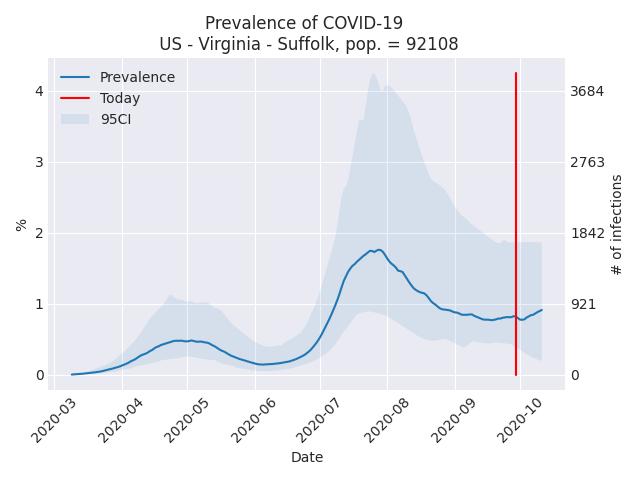 Prevalence of COVID-19
US - Virginia - Suffolk, pop. = 92108
Prevalence
Today
95CI
4
3
2
1
0
%
3684
2763
1842
921
0
# of infections
2020-03
2020-04
2020-05
2020-06
2020-07
2020-08
2020-09
2020-10
Date